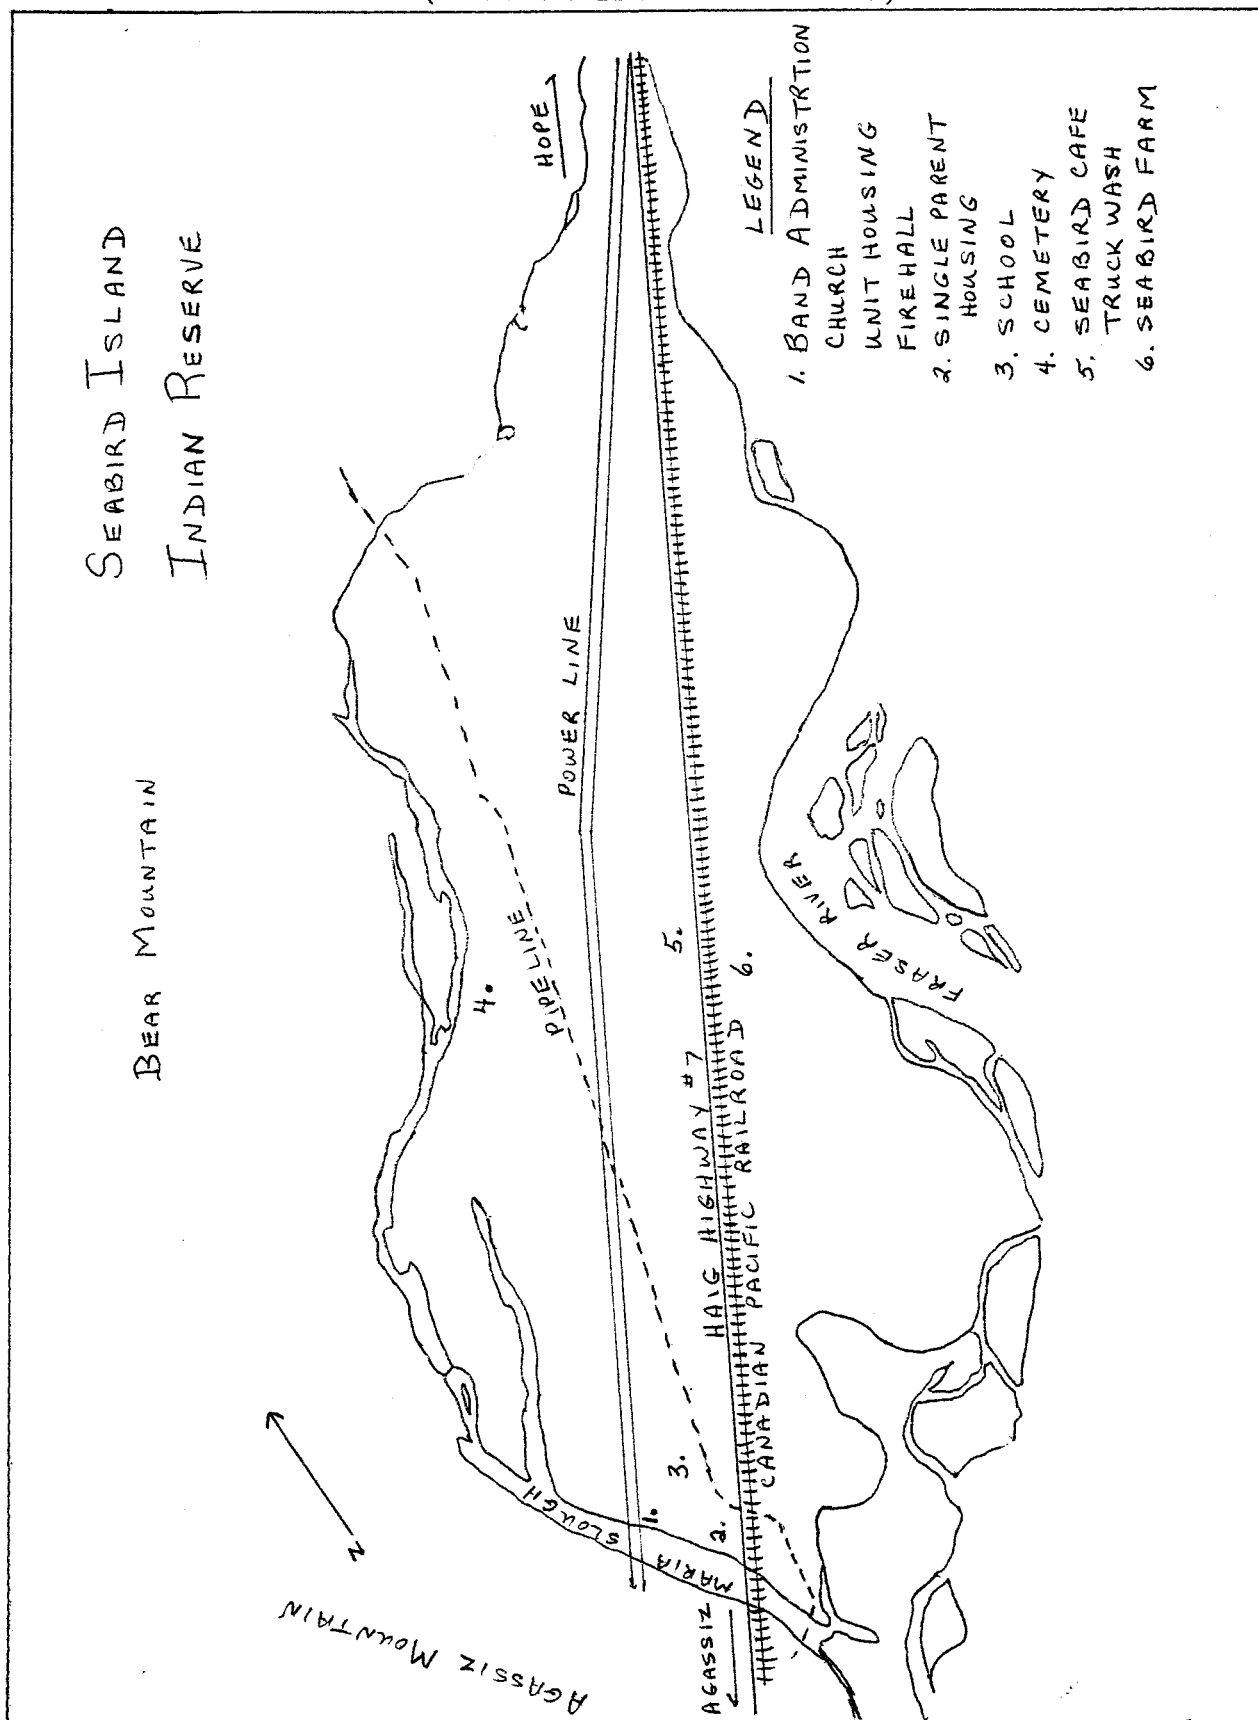 SEABIRD ISLAND
INDIAN RESERVE
BEAR MOUNTAIN
AGASSIZ MOUNTAIN
N
HOPE
POWER LINE
PIPELINE
4.
5.
6.
HAIG HIGHWAY #7
CANADIAN PACIFIC RAILROAD
FRASER RIVER
3.
1.
2.
MARIA SLOUGH
AGASSIZ
LEGEND
1. BAND ADMINISTRTION
CHURCH
UNIT HOUSING
FIREHALL
2. SINGLE PARENT
HOUSING
3. SCHOOL
4. CEMETERY
5. SEABIRD CAFE
TRUCK WASH
6. SEABIRD FARM